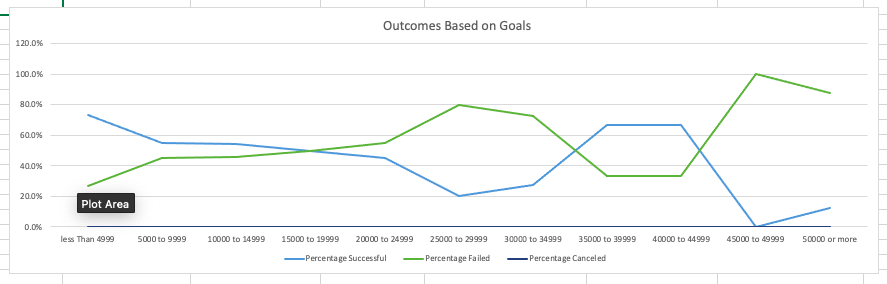 Outcomes Based on Goals
120.0%
100.0%
80.0%
60.0%
40.0%
20.0%
0.0%
Plot Area
less Than 4999 5000 to 9999 10000 to 14999 15000 to 19999 20000 to 24999 25000 to 29999 30000 to 34999 35000 to 39999 40000 to 44999 45000 to 49999 50000 or more
Percentage Successful Percentage Failed Percentage Canceled